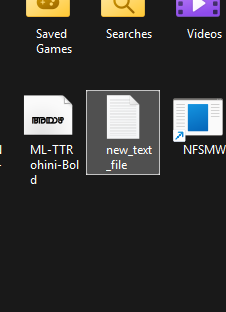 Saved
Games
Searches
Videos
ML-TTR
ohini-Bol
d
new_text
_file
NFSMW